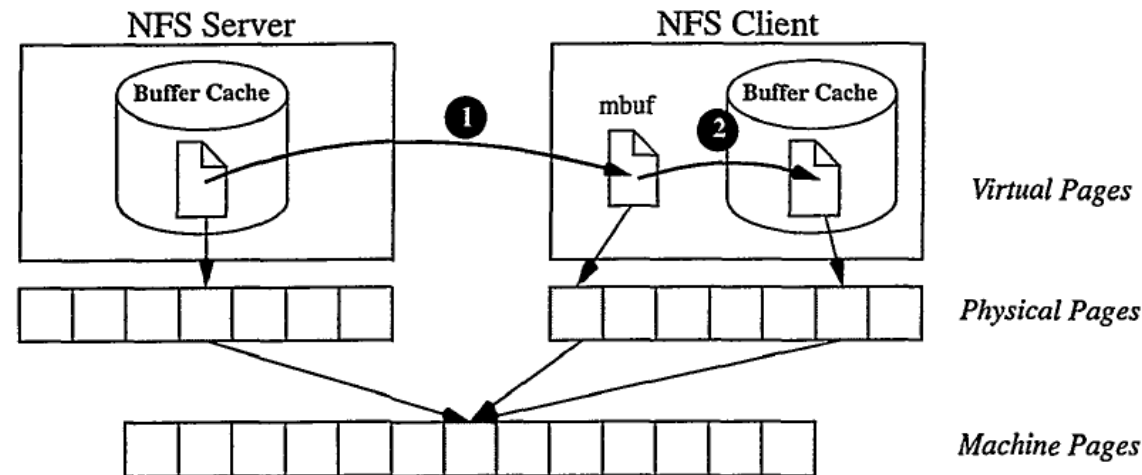 NFS Server
NFS Client
Buffer Cache
1
mbuf
2
Buffer Cache
Virtual Pages
Physical Pages
Machine Pages